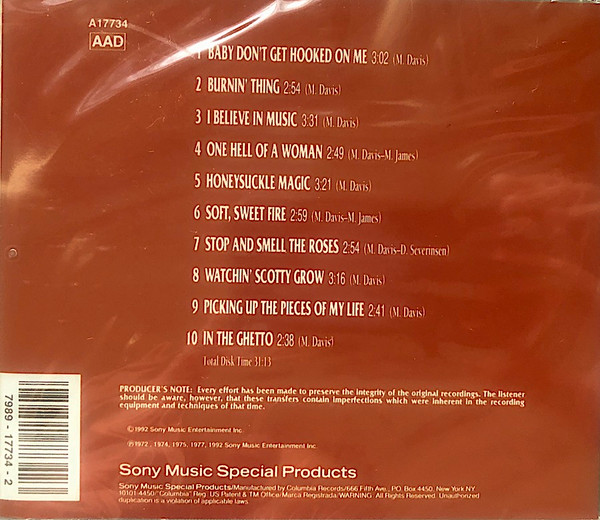 A17734
AAD
1 BABY DON'T GET HOOKED ON ME 3:02 (M. Davis)
2 BURNIN' THING 2:54 (M. Davis)
3 I BELIEVE IN MUSIC 3:31 (M. Davis)
4 ONE HELL OF A WOMAN 2:49 (M. Davis–M. James)
5 HONEYSUCKLE MAGIC 3:21 (M. Davis)
6 SOFT, SWEET FIRE 2:59 (M. Davis–M. James)
7 STOP AND SMELL THE ROSES 2:54 (M. Davis–D. Severinsen)
8 WATCHIN' SCOTTY GROW 3:16 (M. Davis)
9 PICKING UP THE PIECES OF MY LIFE 2:41 (M. Davis)
10 IN THE GHETTO 2:38 (M. Davis)
Total Disk Time 31:13
PRODUCER'S NOTE: Every effort has been made to preserve the integrity of the original recordings. The listener
should be aware, however, that these transfers contain imperfections which were inherent in the recording
equipment and techniques of that time.
©1992 Sony Music Entertainment Inc.
℗1972, 1974, 1975, 1977, 1992 Sony Music Entertainment Inc.
Sony Music Special Products
Sony Music Special Products/Manufactured by Columbia Records/666 Fifth Ave., P.O. Box 4450, New York, NY
10101-4450/"Columbia" Reg. US Patent & TM Office/Marca Registrada/WARNING: All Rights Reserved. Unauthorized
duplication is a violation of applicable laws.
7989 - 17734 - 2